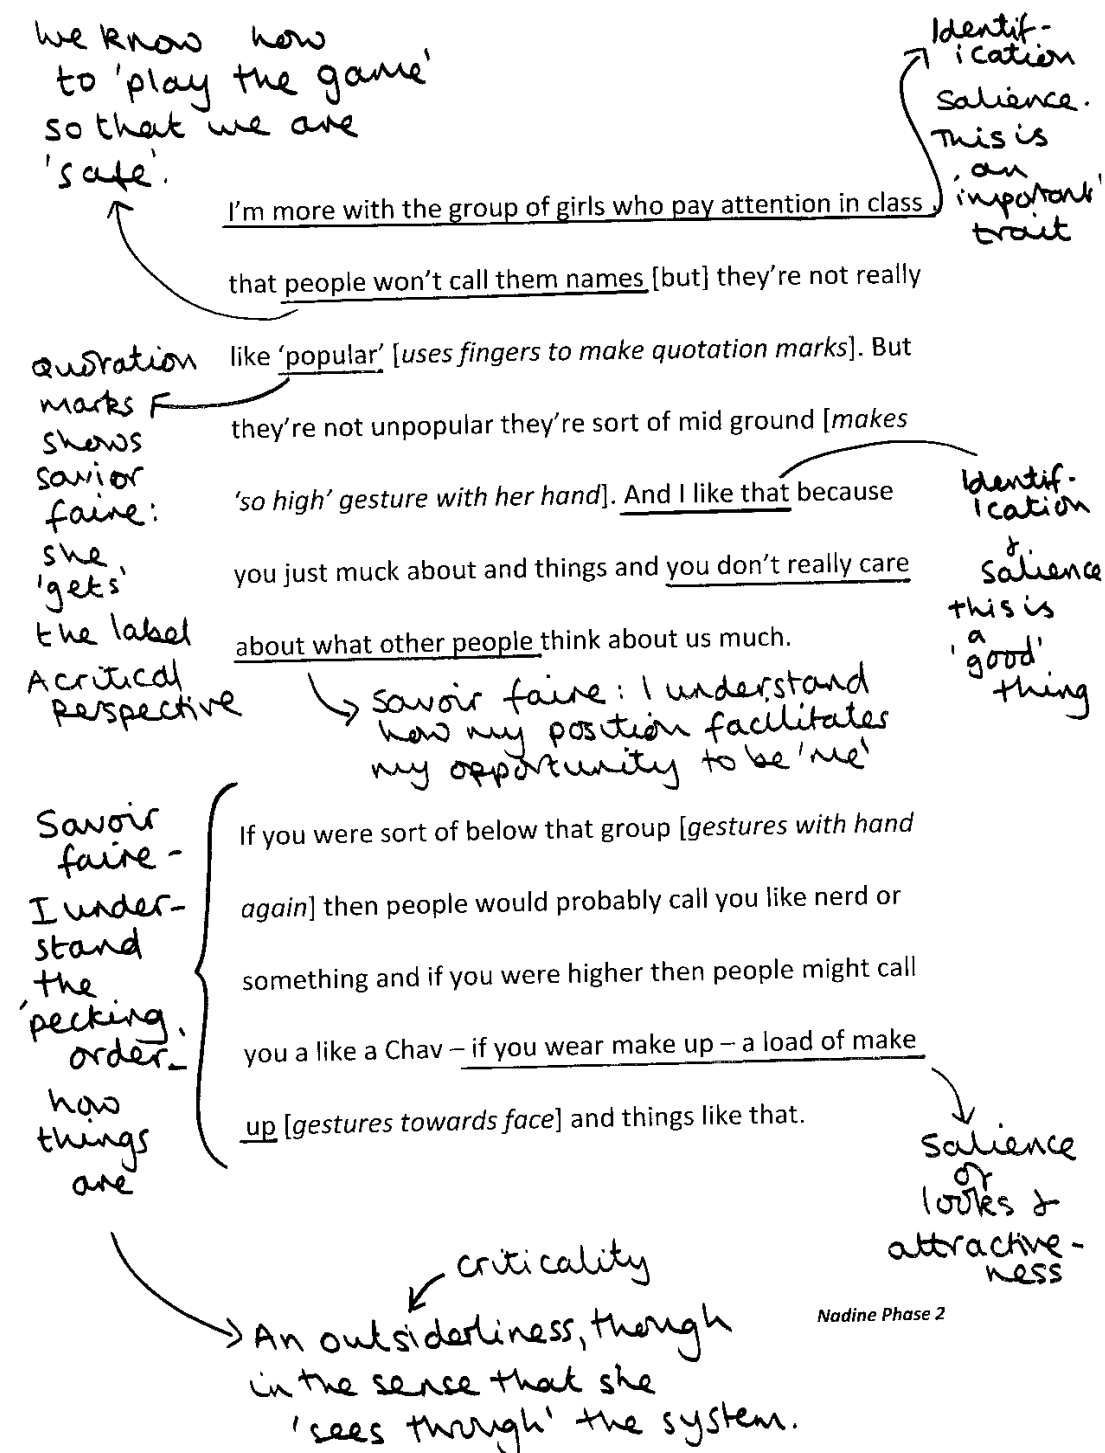 We know how
to 'play the game'
so that we are
'safe'.
Identif-
ication
salience.
This is
an
'important'
trait
I'm more with the group of girls who pay attention in class
that people won't call them names [but] they're not really
like 'popular' [uses fingers to make quotation marks]. But
they're not unpopular they're sort of mid ground [makes
'so high' gesture with her hand]. And I like that because
you just muck about and things and you don't really care
about what other people think about us much.
Quotation
marks
shows
savior
faire:
she
'gets'
the label
A critical
perspective
Identif-
ication
&
salience
this is
a
'good'
thing
savoir faire: I understand
how my position facilitates
my opportunity to be 'me'
Savoir
faire -
I under-
stand
the
'pecking
order' -
how
things
are
If you were sort of below that group [gestures with hand
again] then people would probably call you like nerd or
something and if you were higher then people might call
you a like a Chav – if you wear make up – a load of make
up [gestures towards face] and things like that.
Salience
of
looks &
attractive-
ness
criticality
An outsiderliness, though
in the sense that she
'sees through' the system.
Nadine Phase 2